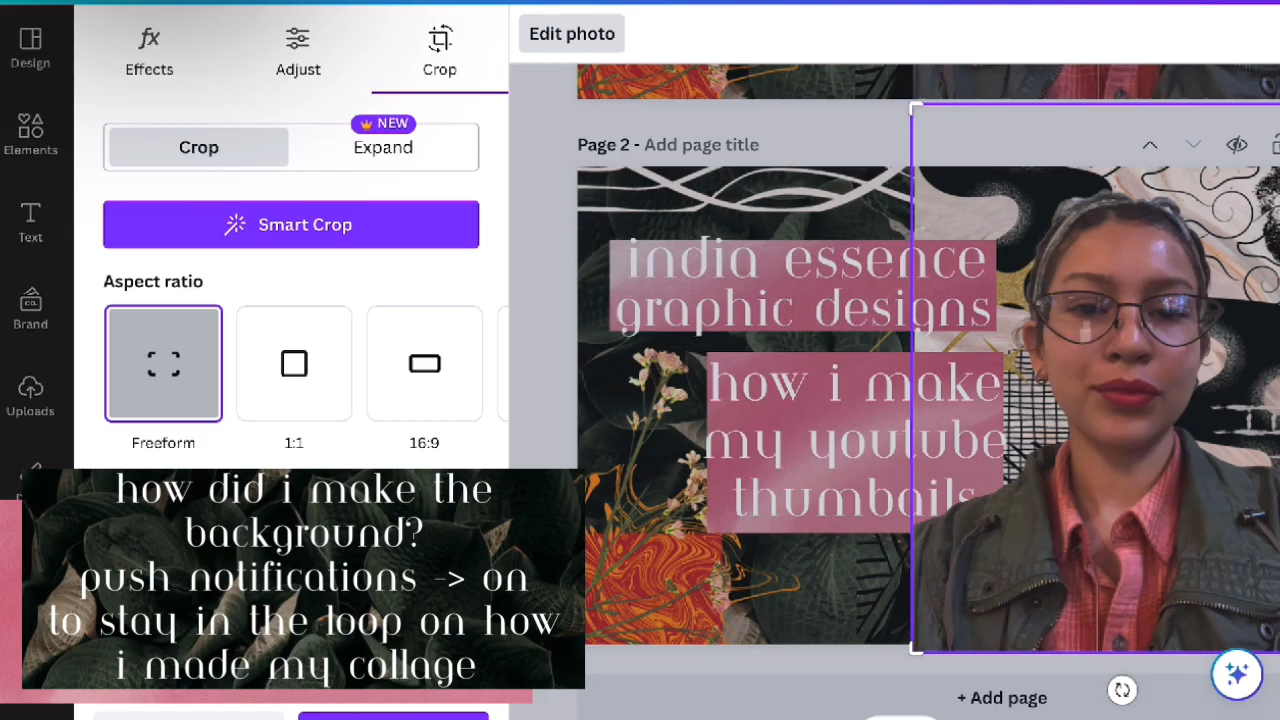 Design
Elements
Text
Brand
Uploads
fx
Effects
Adjust
Crop
Crop
NEW
Expand
Smart Crop
Aspect ratio
Freeform
1:1
16:9
how did i make the
background?
push notifications -> on
to stay in the loop on how
i made my collage
Edit photo
Page 2 - Add page title
india essence
graphic designs
how i make
my youtube
thumbails
+ Add page